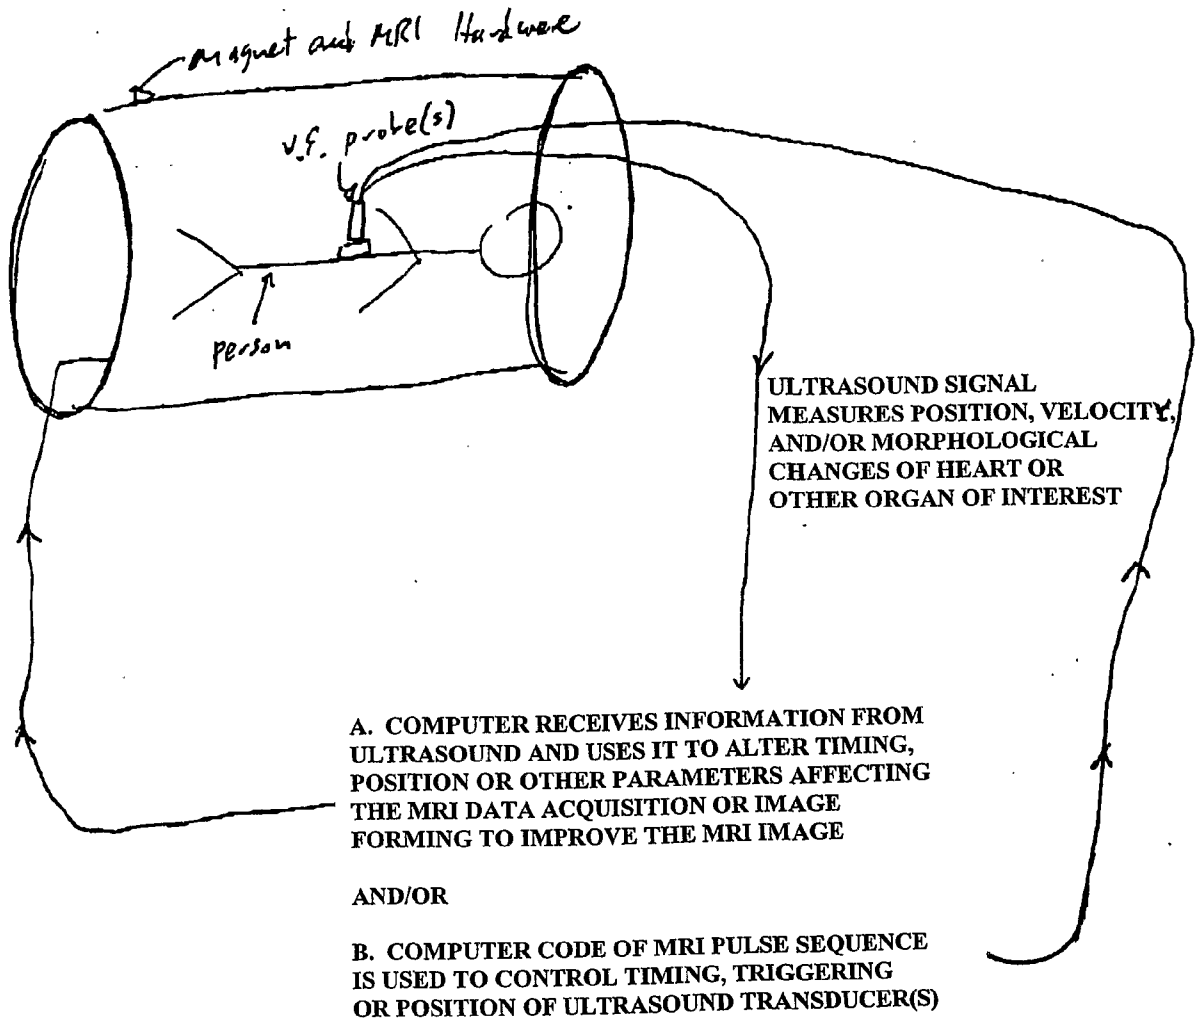 Magnet and MRI Hardware
U.S. probe(s)
person
ULTRASOUND SIGNAL
MEASURES POSITION, VELOCITY,
AND/OR MORPHOLOGICAL
CHANGES OF HEART OR
OTHER ORGAN OF INTEREST
A. COMPUTER RECEIVES INFORMATION FROM
ULTRASOUND AND USES IT TO ALTER TIMING,
POSITION OR OTHER PARAMETERS AFFECTING
THE MRI DATA ACQUISITION OR IMAGE
FORMING TO IMPROVE THE MRI IMAGE
AND/OR
B. COMPUTER CODE OF MRI PULSE SEQUENCE
IS USED TO CONTROL TIMING, TRIGGERING
OR POSITION OF ULTRASOUND TRANSDUCER(S)